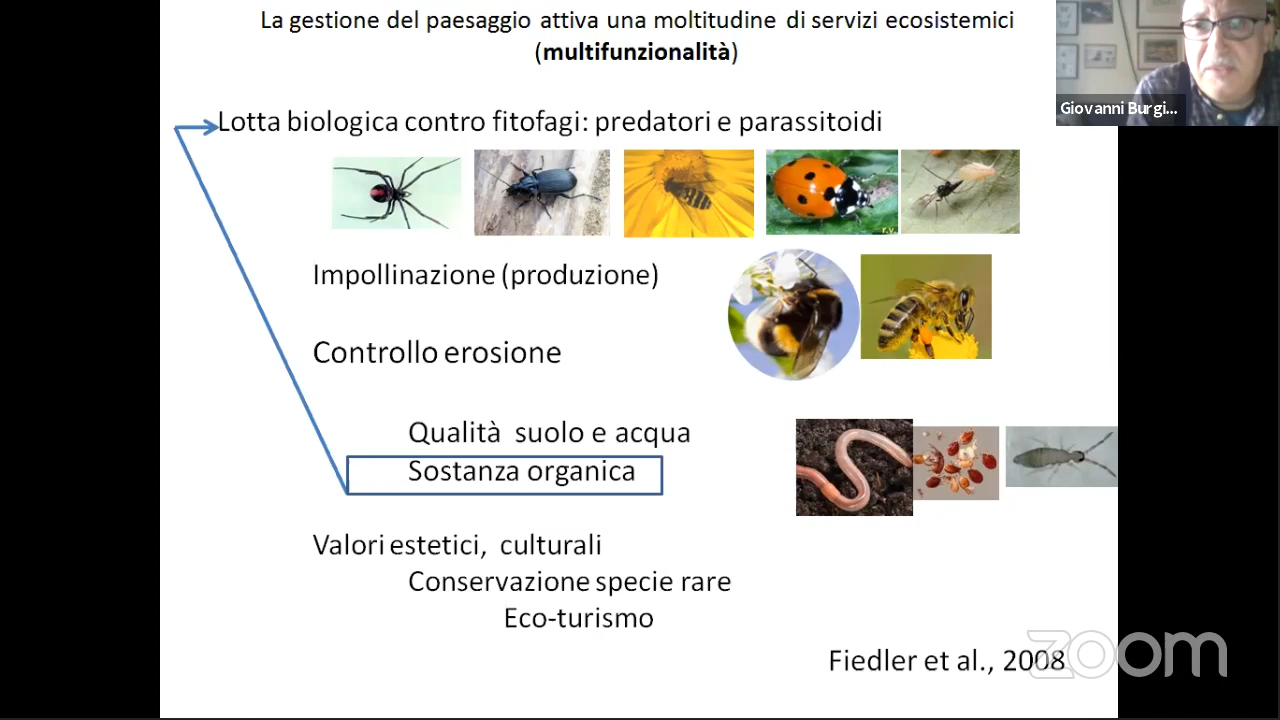 La gestione del paesaggio attiva una moltitudine di servizi ecosistemici
(multifunzionalità)
Giovanni Burgi...
Lotta biologica contro fitofagi: predatori e parassitoidi
r.v.
Impollinazione (produzione)
Controllo erosione
Qualità suolo e acqua
Sostanza organica
Valori estetici, culturali
Conservazione specie rare
Eco-turismo
Fiedler et al., 2008
zoom